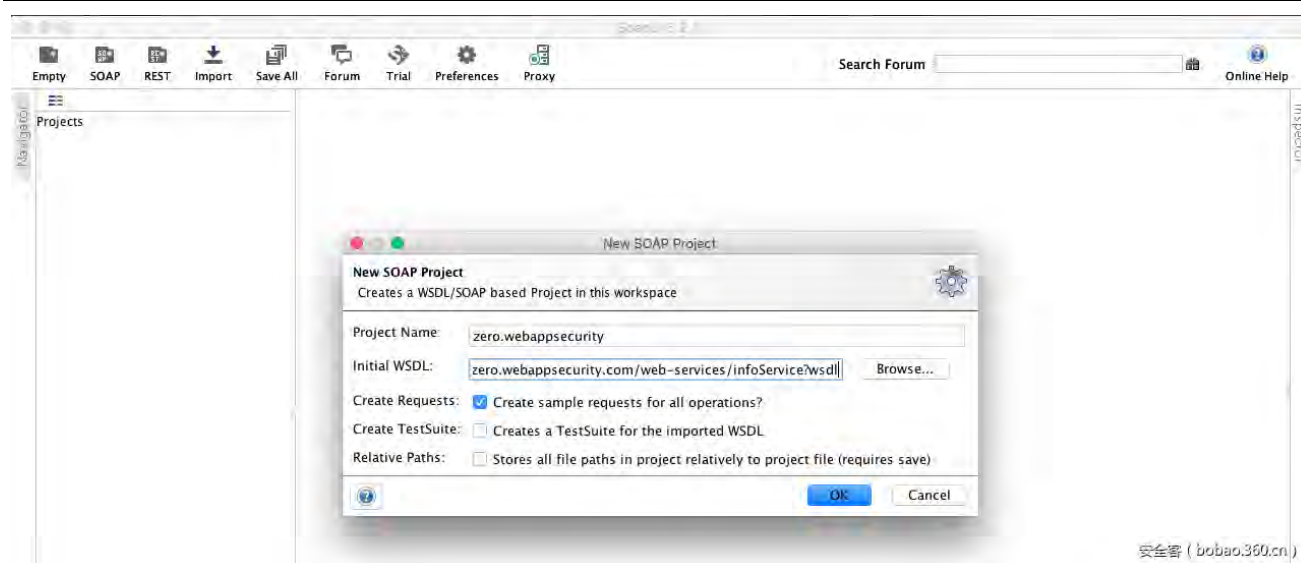 Empty SOAP REST Import Save All Forum Trial Preferences Proxy Search Forum Online Help
Navigator
Projects
Inspector
New SOAP Project
New SOAP Project
Creates a WSDL/SOAP based Project in this workspace
Project Name: zero.webappsecurity
Initial WSDL: zero.webappsecurity.com/web-services/infoService?wsdl Browse...
Create Requests: Create sample requests for all operations?
Create TestSuite: Creates a TestSuite for the imported WSDL
Relative Paths: Stores all file paths in project relatively to project file (requires save)
OK Cancel
安全客 ( bobao.360.cn )